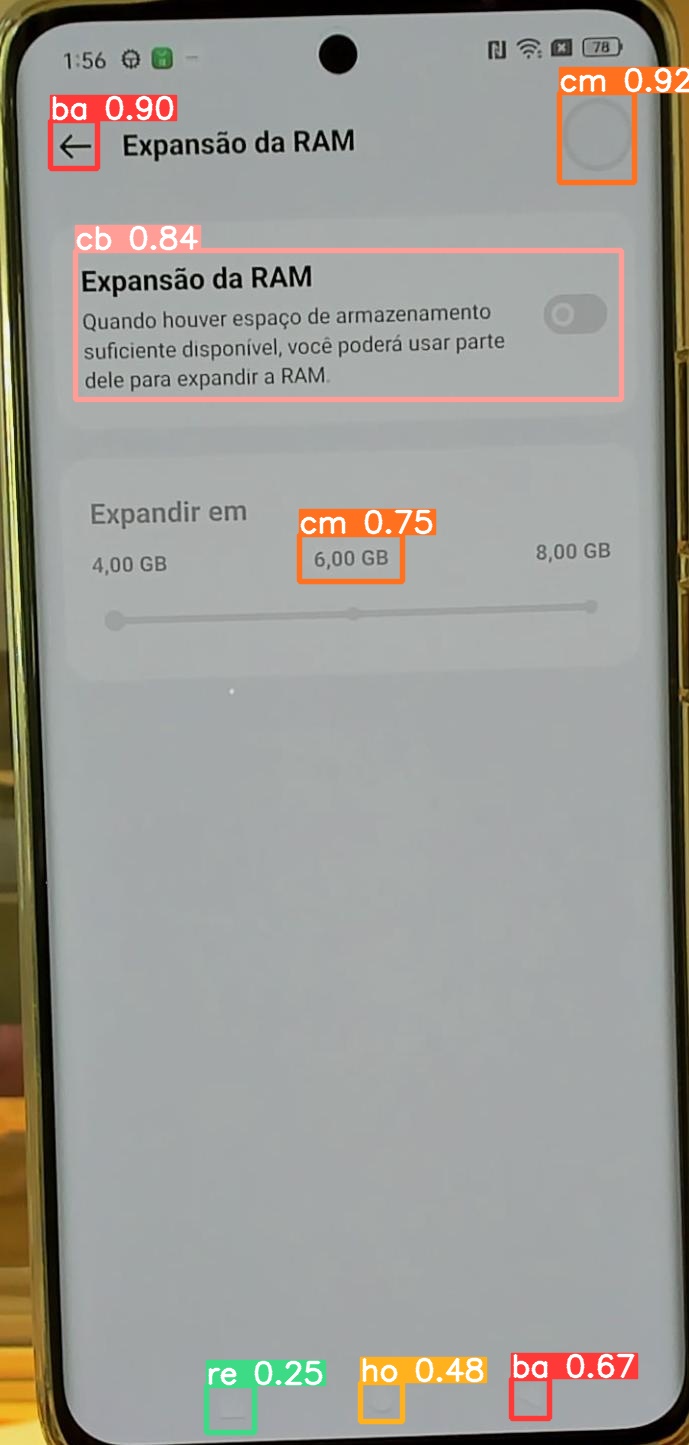 1:56
78
cm 0.92
ba 0.90
Expansão da RAM
cb 0.84
Expansão da RAM
Quando houver espaço de armazenamento
suficiente disponível, você poderá usar parte
dele para expandir a RAM.
Expandir em
cm 0.75
4,00 GB 6,00 GB 8,00 GB
re 0.25 ho 0.48 ba 0.67